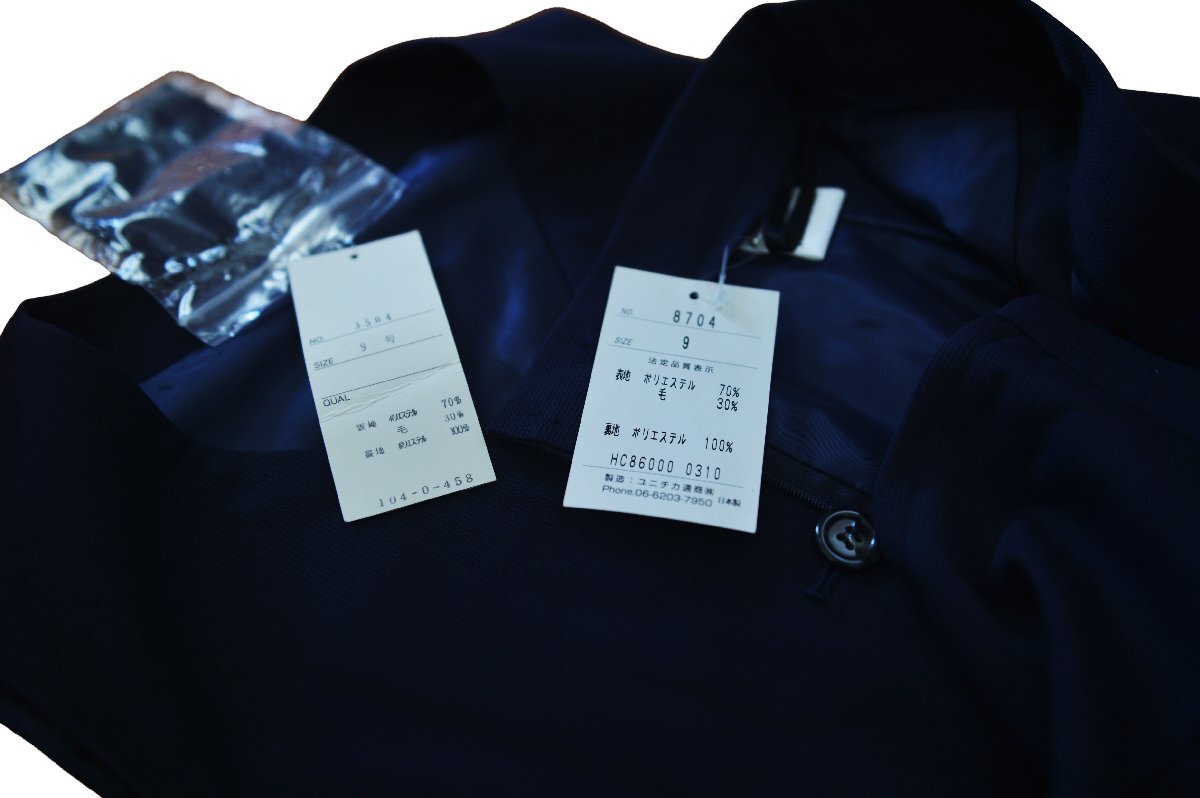 NO. 3504
SIZE 9 号
QUAL
表地 ポリエステル 70%
毛 30%
裏地 ポリエステル 100%
104-0-458
NO. 8704
SIZE 9
法定品質表示
表地 ポリエステル 70%
毛 30%
裏地 ポリエステル 100%
HC86000 0310
製造：ユニチカ通商㈱
Phone.06-6203-7950 日本製